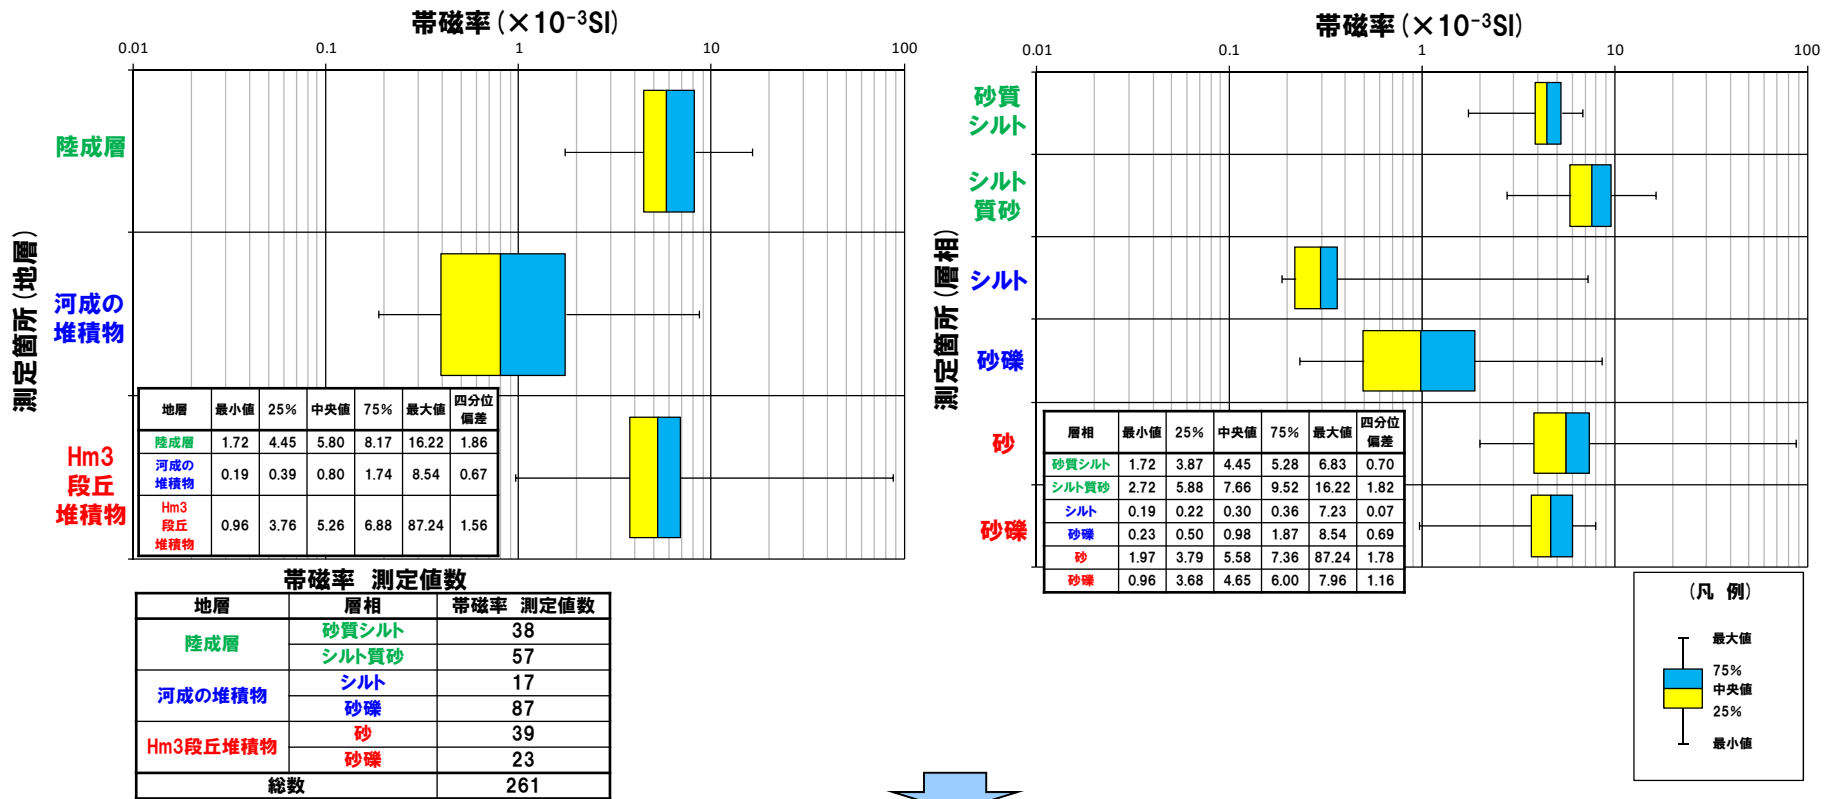 帯磁率(×10⁻³SI)
0.01 0.1 1 10 100
測定箇所(地層)
陸成層
河成の
堆積物
Hm3
段丘
堆積物
地層 最小値 25% 中央値 75% 最大値 四分位
偏差
陸成層 1.72 4.45 5.80 8.17 16.22 1.86
河成の
堆積物 0.19 0.39 0.80 1.74 8.54 0.67
Hm3
段丘
堆積物 0.96 3.76 5.26 6.88 87.24 1.56
帯磁率(×10⁻³SI)
0.01 0.1 1 10 100
測定箇所(層相)
砂質
シルト
シルト
質砂
シルト
砂礫
砂
砂礫
層相 最小値 25% 中央値 75% 最大値 四分位
偏差
砂質シルト 1.72 3.87 4.45 5.28 6.83 0.70
シルト質砂 2.72 5.88 7.66 9.52 16.22 1.82
シルト 0.19 0.22 0.30 0.36 7.23 0.07
砂礫 0.23 0.50 0.98 1.87 8.54 0.69
砂 1.97 3.79 5.58 7.36 87.24 1.78
砂礫 0.96 3.68 4.65 6.00 7.96 1.16
帯磁率 測定値数
地層 層相 帯磁率 測定値数
陸成層 砂質シルト 38
シルト質砂 57
河成の堆積物 シルト 17
砂礫 87
Hm3段丘堆積物 砂 39
砂礫 23
総数 261
(凡 例)
最大値
75%
中央値
25%
最小値